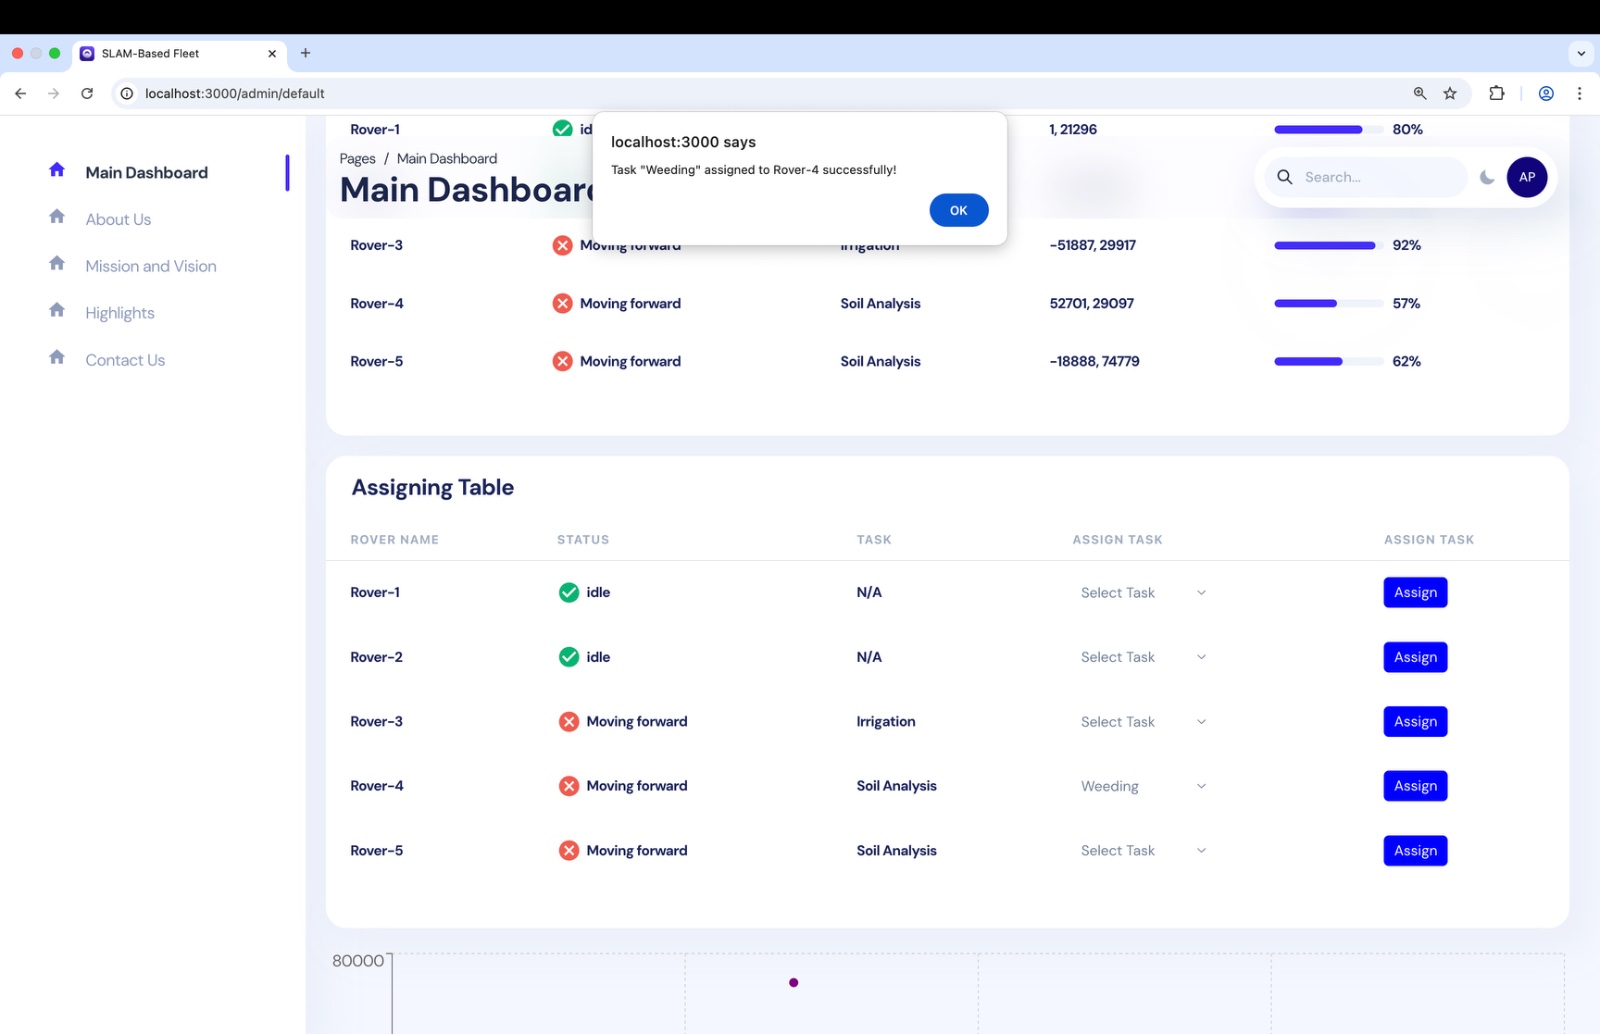 SLAM-Based Fleet
localhost:3000/admin/default
localhost:3000 says
Task "Weeding" assigned to Rover-4 successfully!
OK
Main Dashboard
About Us
Mission and Vision
Highlights
Contact Us
Rover-1 id 1, 21296 80%
Pages / Main Dashboard
Main Dashboard
Search...
AP
Rover-3 Moving forward Irrigation -51887, 29917 92%
Rover-4 Moving forward Soil Analysis 52701, 29097 57%
Rover-5 Moving forward Soil Analysis -18888, 74779 62%
Assigning Table
ROVER NAME STATUS TASK ASSIGN TASK ASSIGN TASK
Rover-1 idle N/A Select Task Assign
Rover-2 idle N/A Select Task Assign
Rover-3 Moving forward Irrigation Select Task Assign
Rover-4 Moving forward Soil Analysis Weeding Assign
Rover-5 Moving forward Soil Analysis Select Task Assign
80000